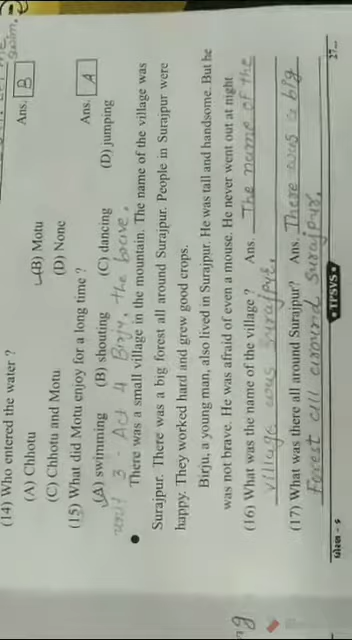 (14) Who entered the water ?
Ans. B
(A) Chhotu (B) Motu
(C) Chhotu and Motu (D) None
(15) What did Motu enjoy for a long time ?
Ans. A
(A) swimming (B) shouting (C) dancing (D) jumping
unit 3 - Act 4 Birju, the brave.
● There was a small village in the mountain. The name of the village was
Surajpur. There was a big forest all around Surajpur. People in Surajpur were
happy. They worked hard and grew good crops.
Birju, a young man, also lived in Surajpur. He was tall and handsome. But he
was not brave. He was afraid of even a mouse. He never went out at night
(16) What was the name of the village ? Ans. The name of the
village was surajpur.
(17) What was there all around Surajpur? Ans. There was a big
Forest all around surajpur.
ધોરણ - 5 • TPSVS • 27